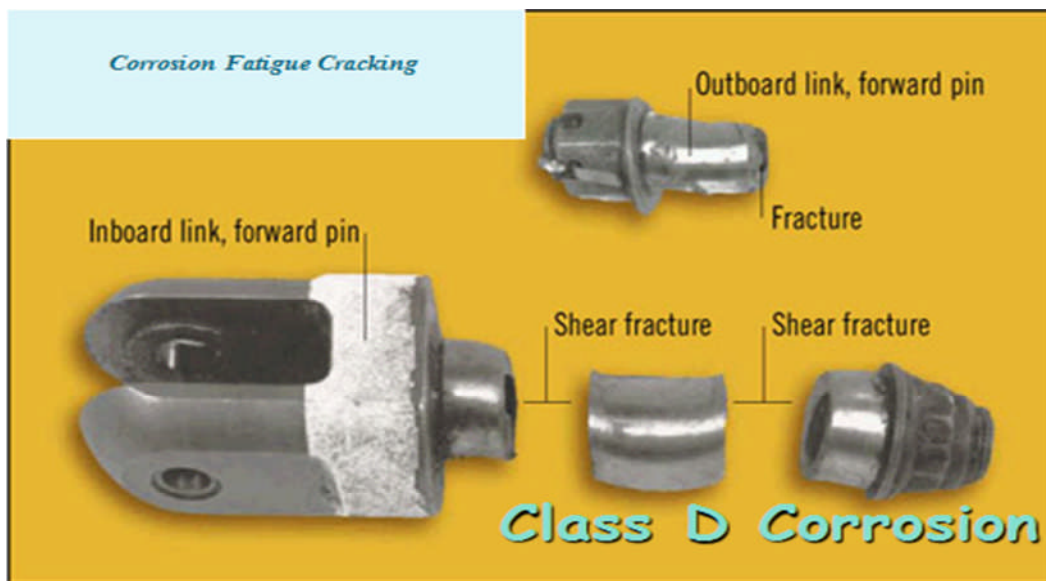 Corrosion Fatigue Cracking
Outboard link, forward pin
Fracture
Inboard link, forward pin
Shear fracture
Shear fracture
Class D Corrosion